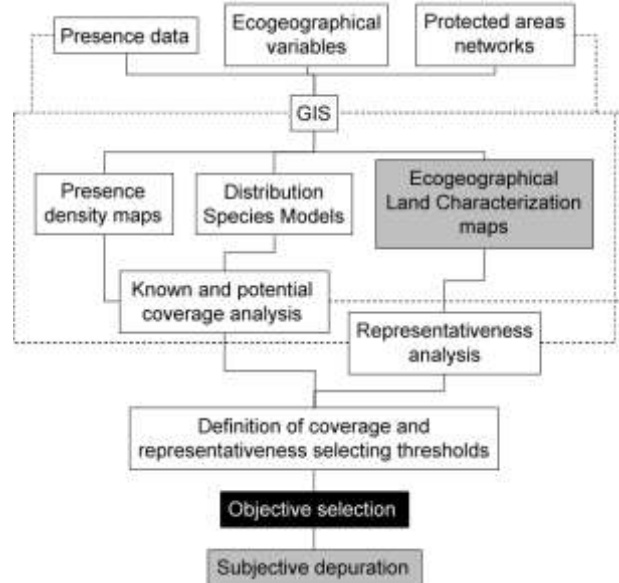 Presence data
Ecogeographical
variables
Protected areas
networks
GIS
Presence
density maps
Distribution
Species Models
Ecogeographical
Land Characterization
maps
Known and potential
coverage analysis
Representativeness
analysis
Definition of coverage and
representativeness selecting thresholds
Objective selection
Subjective depuration